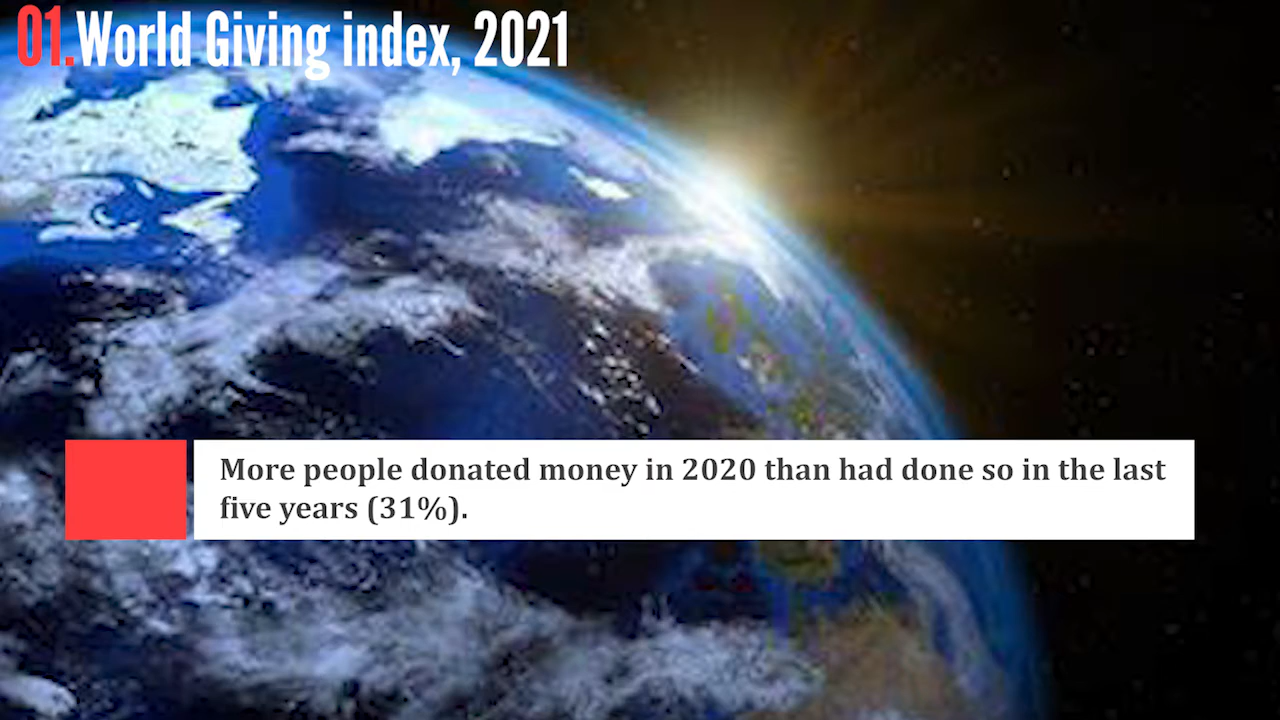 01.World Giving index, 2021
More people donated money in 2020 than had done so in the last
five years (31%).